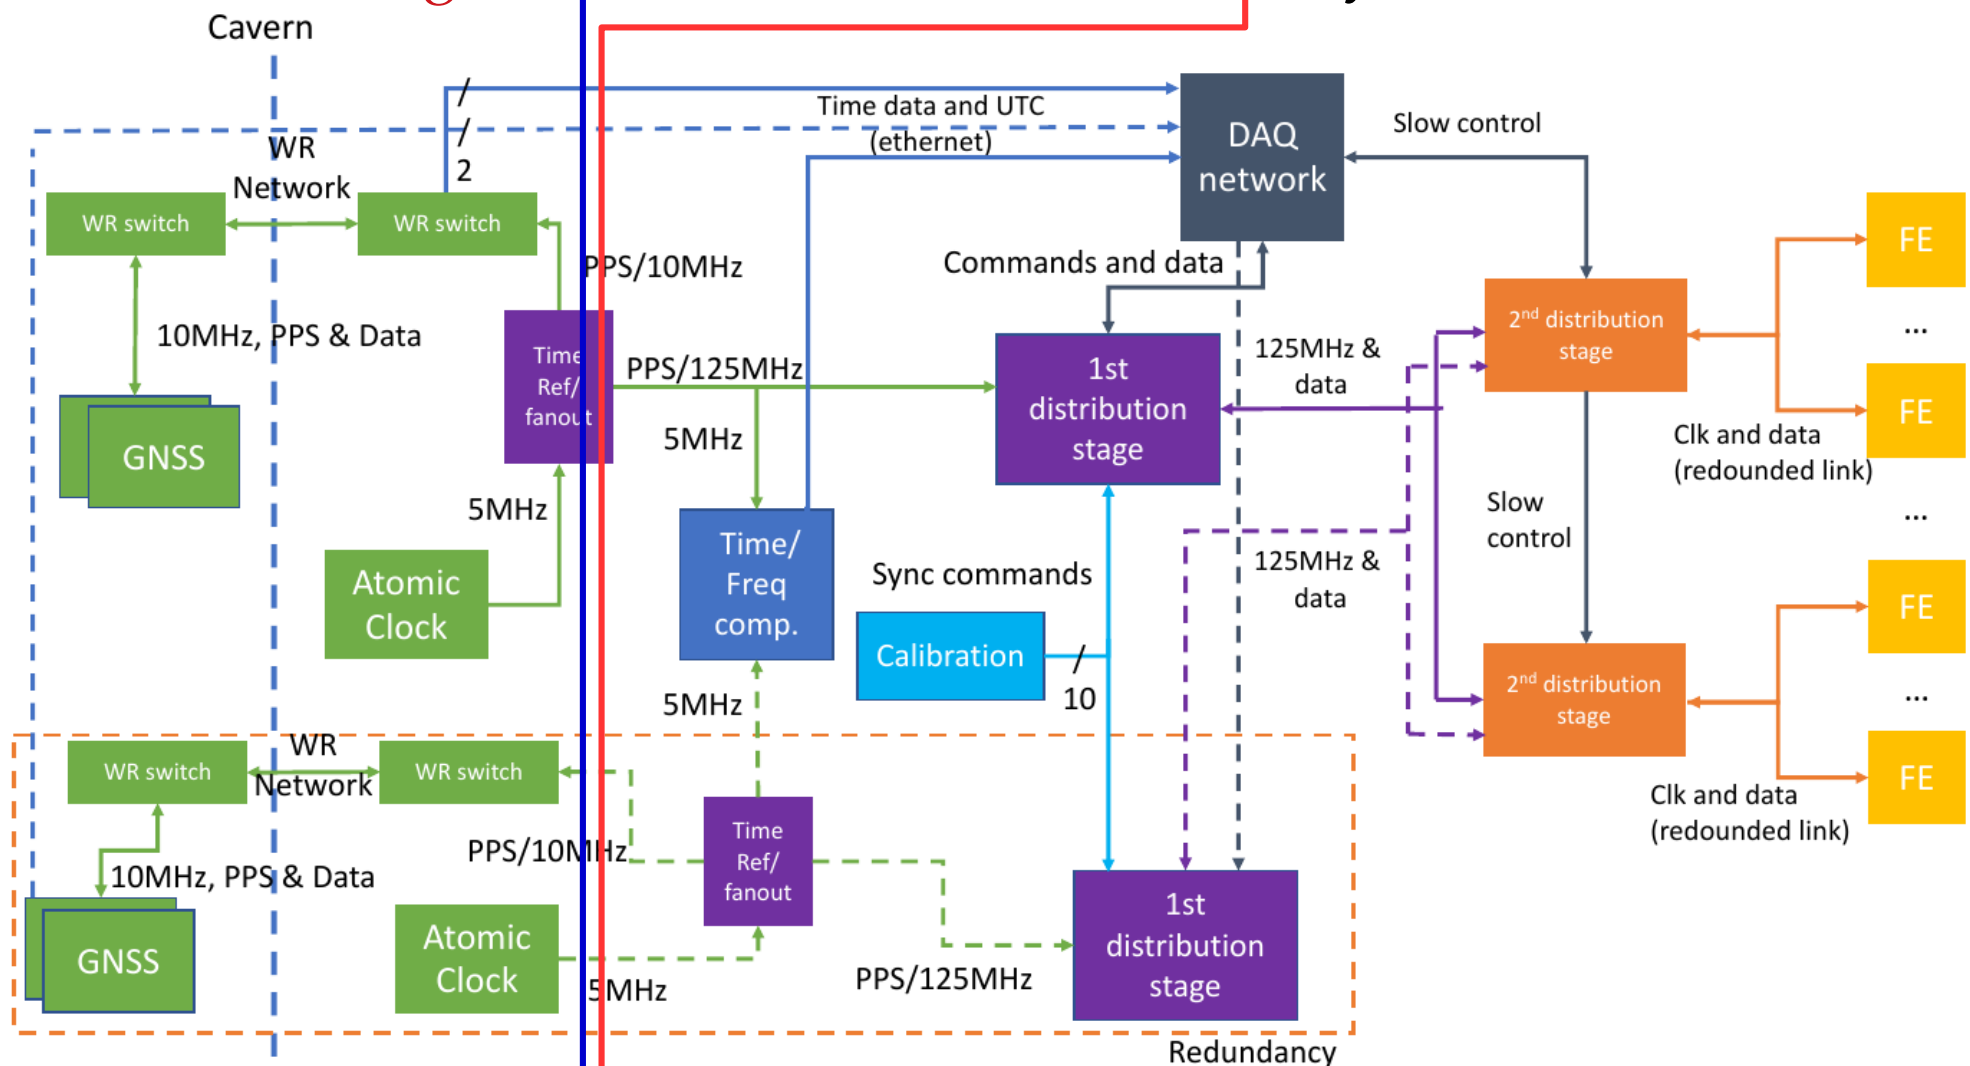 Cavern
/
Time data and UTC
(ethernet)
/
2
WR
Network
DAQ
network
Slow control
WR switch
WR switch
FE
PPS/10MHz
Commands and data
10MHz, PPS & Data
Time
Ref/
fanout
PPS/125MHz
1st
distribution
stage
125MHz &
data
2nd distribution
stage
...
FE
GNSS
5MHz
5MHz
Clk and data
(redounded link)
Slow
control
...
Atomic
Clock
Time/
Freq
comp.
Sync commands
125MHz &
data
Calibration
/
10
FE
5MHz
2nd distribution
stage
...
WR
Network
WR switch
WR switch
FE
Clk and data
(redounded link)
PPS/10MHz
Time
Ref/
fanout
10MHz, PPS & Data
GNSS
Atomic
Clock
5MHz
PPS/125MHz
1st
distribution
stage
Redundancy